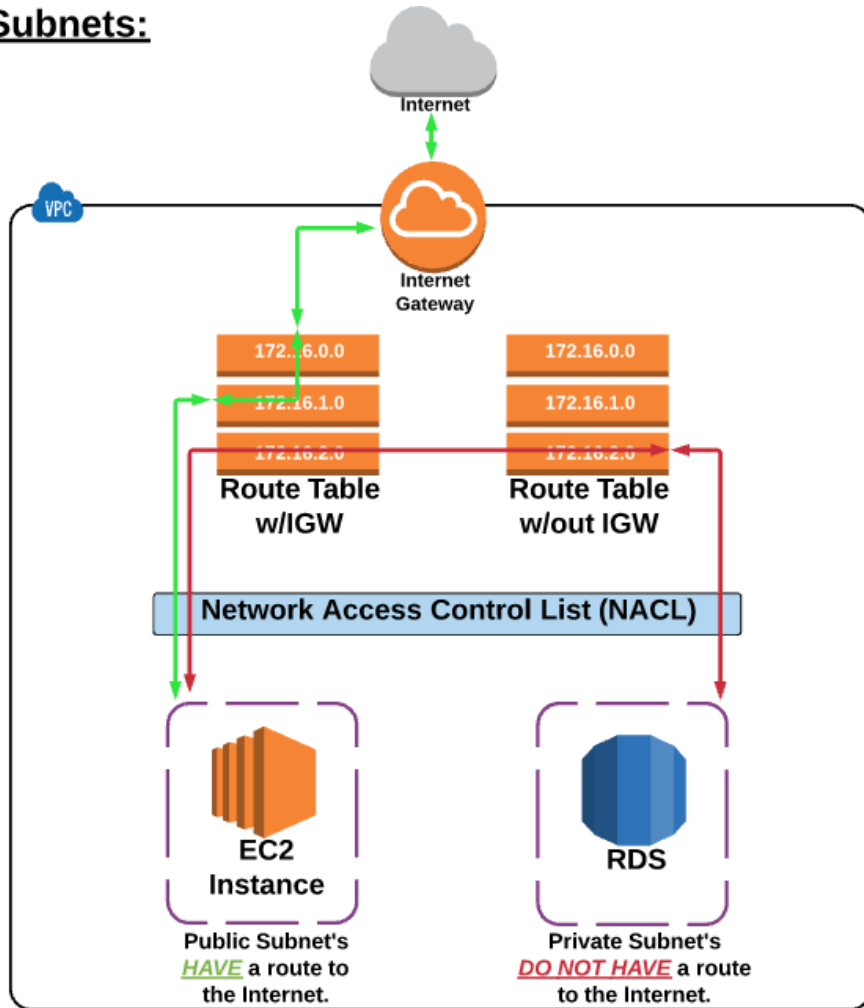 Subnets:
Internet
VPC
Internet
Gateway
172.16.0.0
172.16.0.0
172.16.1.0
172.16.1.0
172.16.2.0
172.16.2.0
Route Table
w/IGW
Route Table
w/out IGW
Network Access Control List (NACL)
EC2
Instance
RDS
Public Subnet's
HAVE a route to
the Internet.
Private Subnet's
DO NOT HAVE a route
to the Internet.